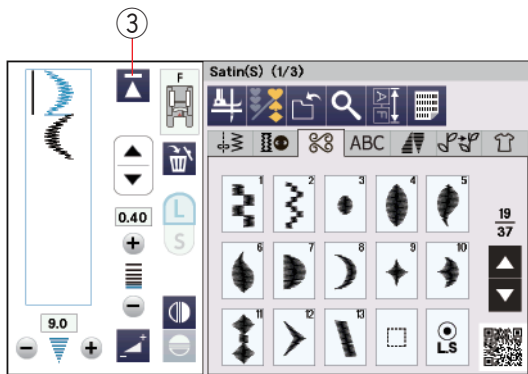 3
F
Satin(S) (1/3)
A-F
ABC
1 2 3 4 5
0.40
L
S
19
37
6 7 8 9 10
9.0
11 12 13
L.S